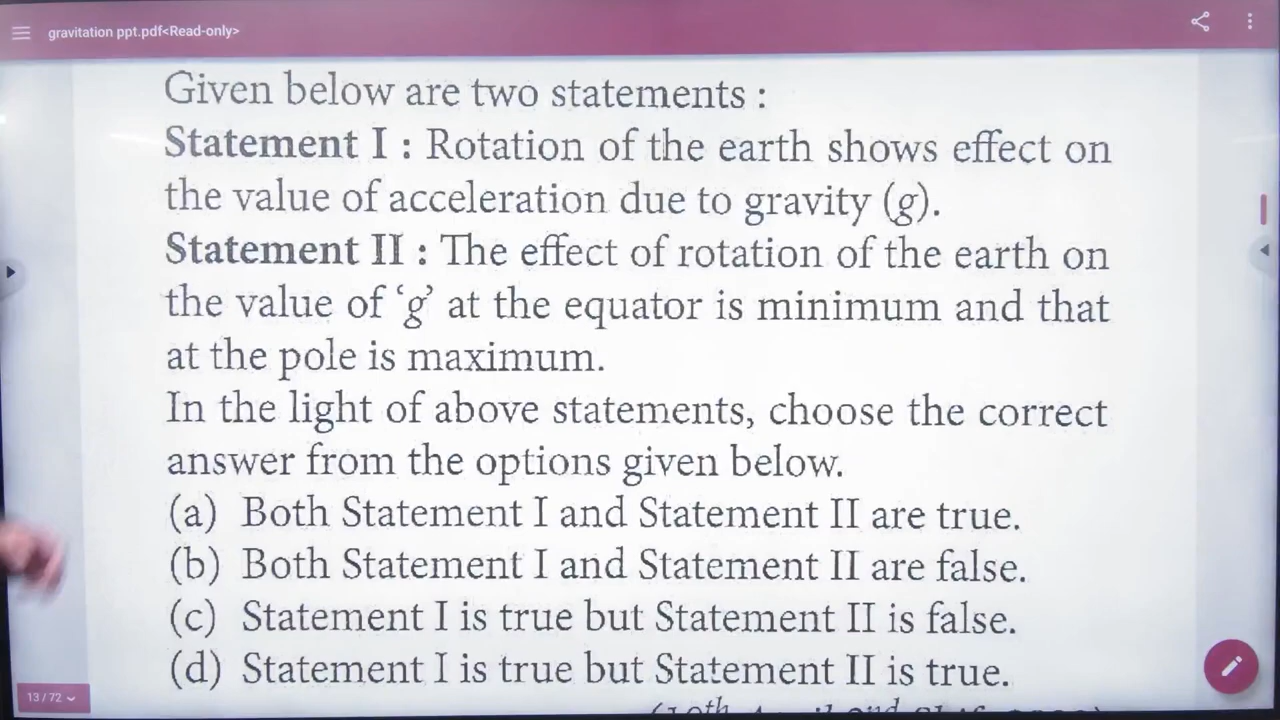 gravitation ppt.pdf<Read-only>
Given below are two statements :
Statement I : Rotation of the earth shows effect on
the value of acceleration due to gravity (g).
Statement II : The effect of rotation of the earth on
the value of ‘g’ at the equator is minimum and that
at the pole is maximum.
In the light of above statements, choose the correct
answer from the options given below.
(a) Both Statement I and Statement II are true.
(b) Both Statement I and Statement II are false.
(c) Statement I is true but Statement II is false.
(d) Statement I is true but Statement II is true.
13 / 72